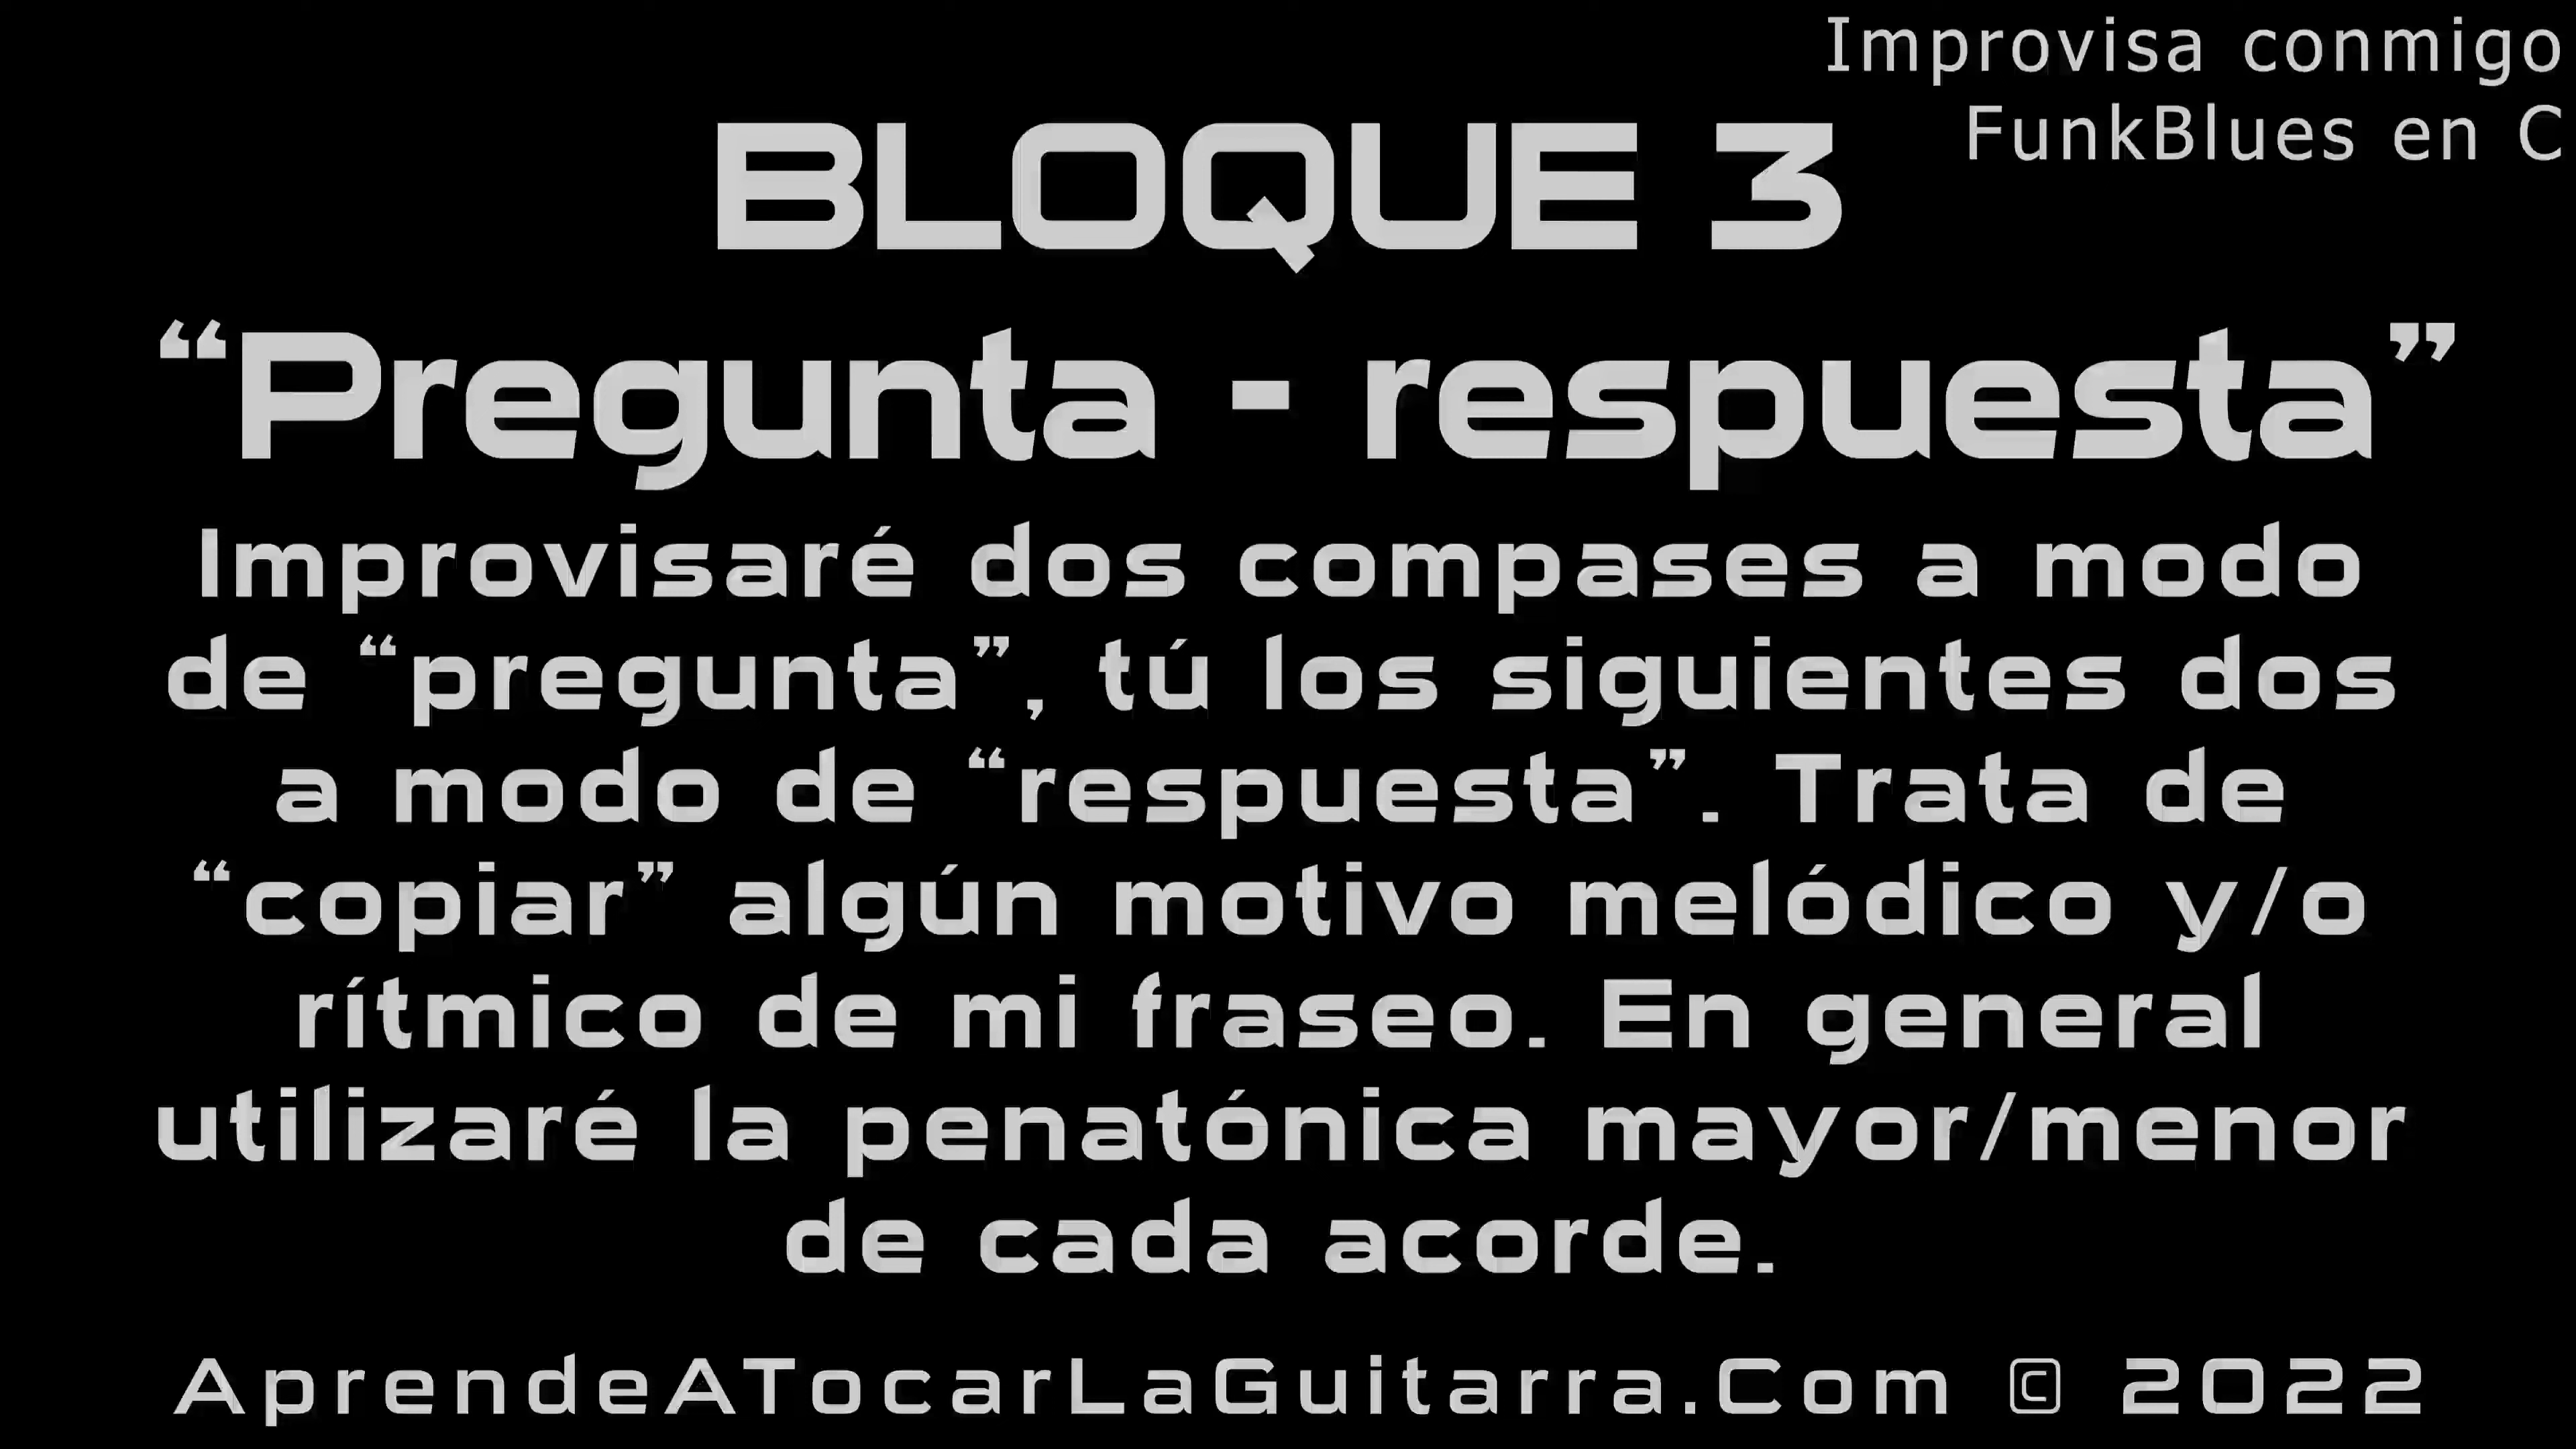 Improvisa conmigo
FunkBlues en C
BLOQUE 3
“Pregunta - respuesta”
Improvisaré dos compases a modo
de “pregunta”, tú los siguientes dos
a modo de “respuesta”. Trata de
“copiar” algún motivo melódico y/o
rítmico de mi fraseo. En general
utilizaré la penatónica mayor/menor
de cada acorde.
AprendeATocarLaGuitarra.Com © 2022